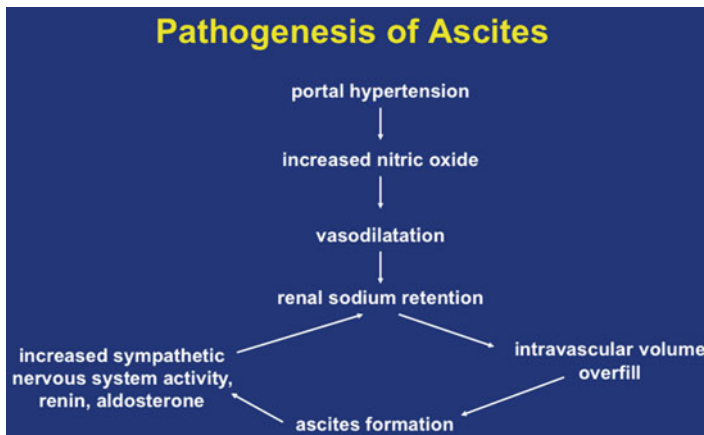 Pathogenesis of Ascites
portal hypertension
increased nitric oxide
vasodilatation
renal sodium retention
increased sympathetic
nervous system activity,
renin, aldosterone
intravascular volume
overfill
ascites formation